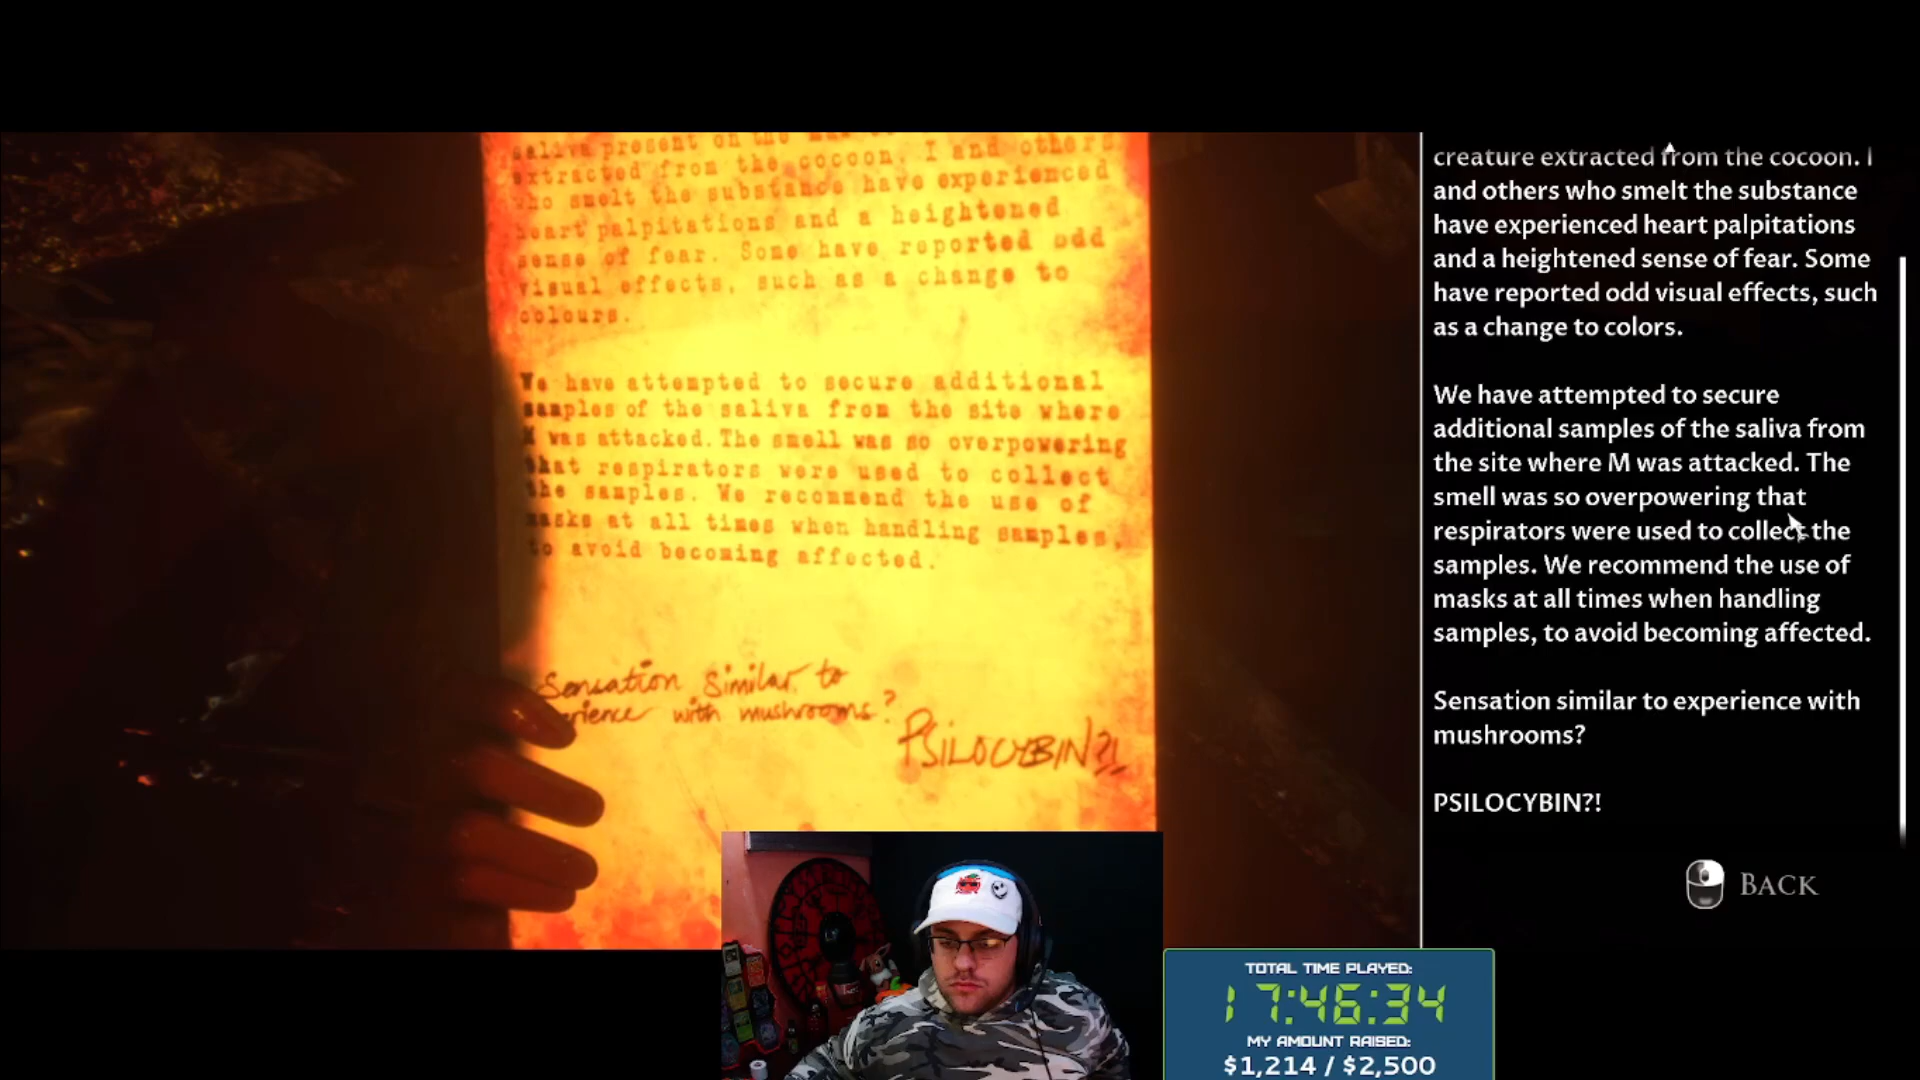 saliva present on the
extracted from the cocoon. I and others
who smelt the substance have experienced
heart palpitations and a heightened
sense of fear. Some have reported odd
visual effects, such as a change to
colours.
We have attempted to secure additional
samples of the saliva from the site where
M was attacked. The smell was so overpowering
that respirators were used to collect
the samples. We recommend the use of
masks at all times when handling samples,
to avoid becoming affected.
Sensation similar to
erience with mushrooms?
PSILOCYBIN?!
creature extracted from the cocoon. I
and others who smelt the substance
have experienced heart palpitations
and a heightened sense of fear. Some
have reported odd visual effects, such
as a change to colors.
We have attempted to secure
additional samples of the saliva from
the site where M was attacked. The
smell was so overpowering that
respirators were used to collect the
samples. We recommend the use of
masks at all times when handling
samples, to avoid becoming affected.
Sensation similar to experience with
mushrooms?
PSILOCYBIN?!
BACK
TOTAL TIME PLAYED:
17:46:34
MY AMOUNT RAISED:
$1,214 / $2,500